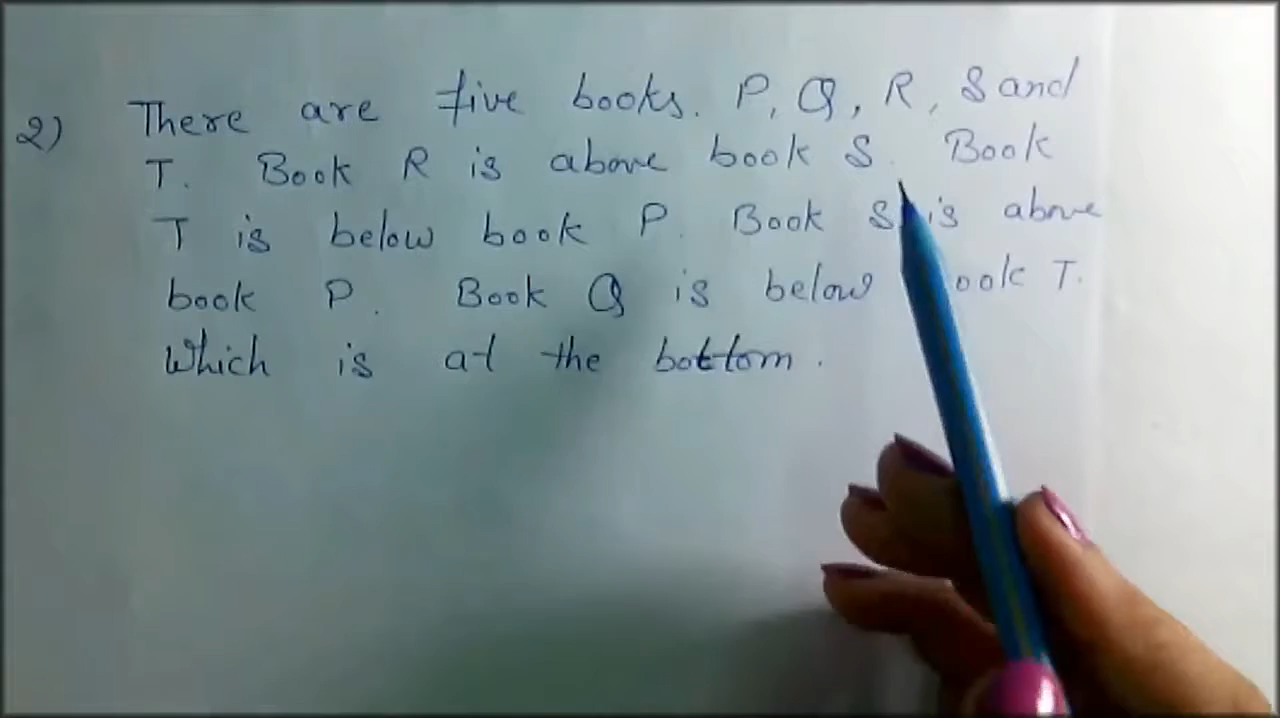 2) There are five books. P, Q, R, S and
T. Book R is above book S. Book
T is below book P. Book S is above
book P. Book Q is below ook T.
Which is at the bottom.